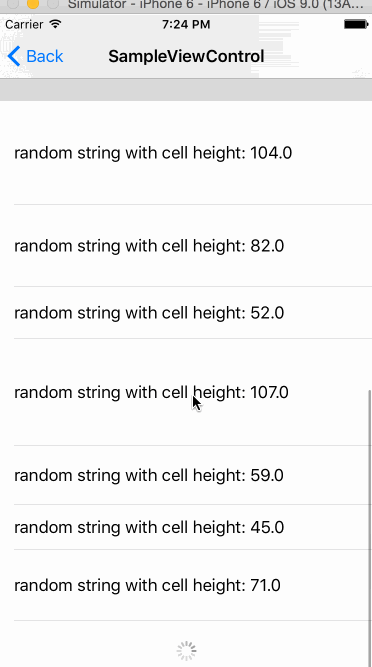 Simulator - iPhone 6 - iPhone 6 / iOS 9.0 (13A...
Carrier 7:24 PM
Back SampleViewControl
random string with cell height: 104.0
random string with cell height: 82.0
random string with cell height: 52.0
random string with cell height: 107.0
random string with cell height: 59.0
random string with cell height: 45.0
random string with cell height: 71.0